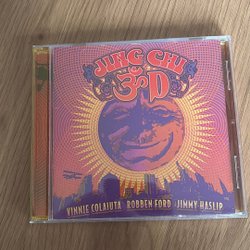 JING CHI
3D
VINNIE COLAIUTA ROBBEN FORD JIMMY HASLIP